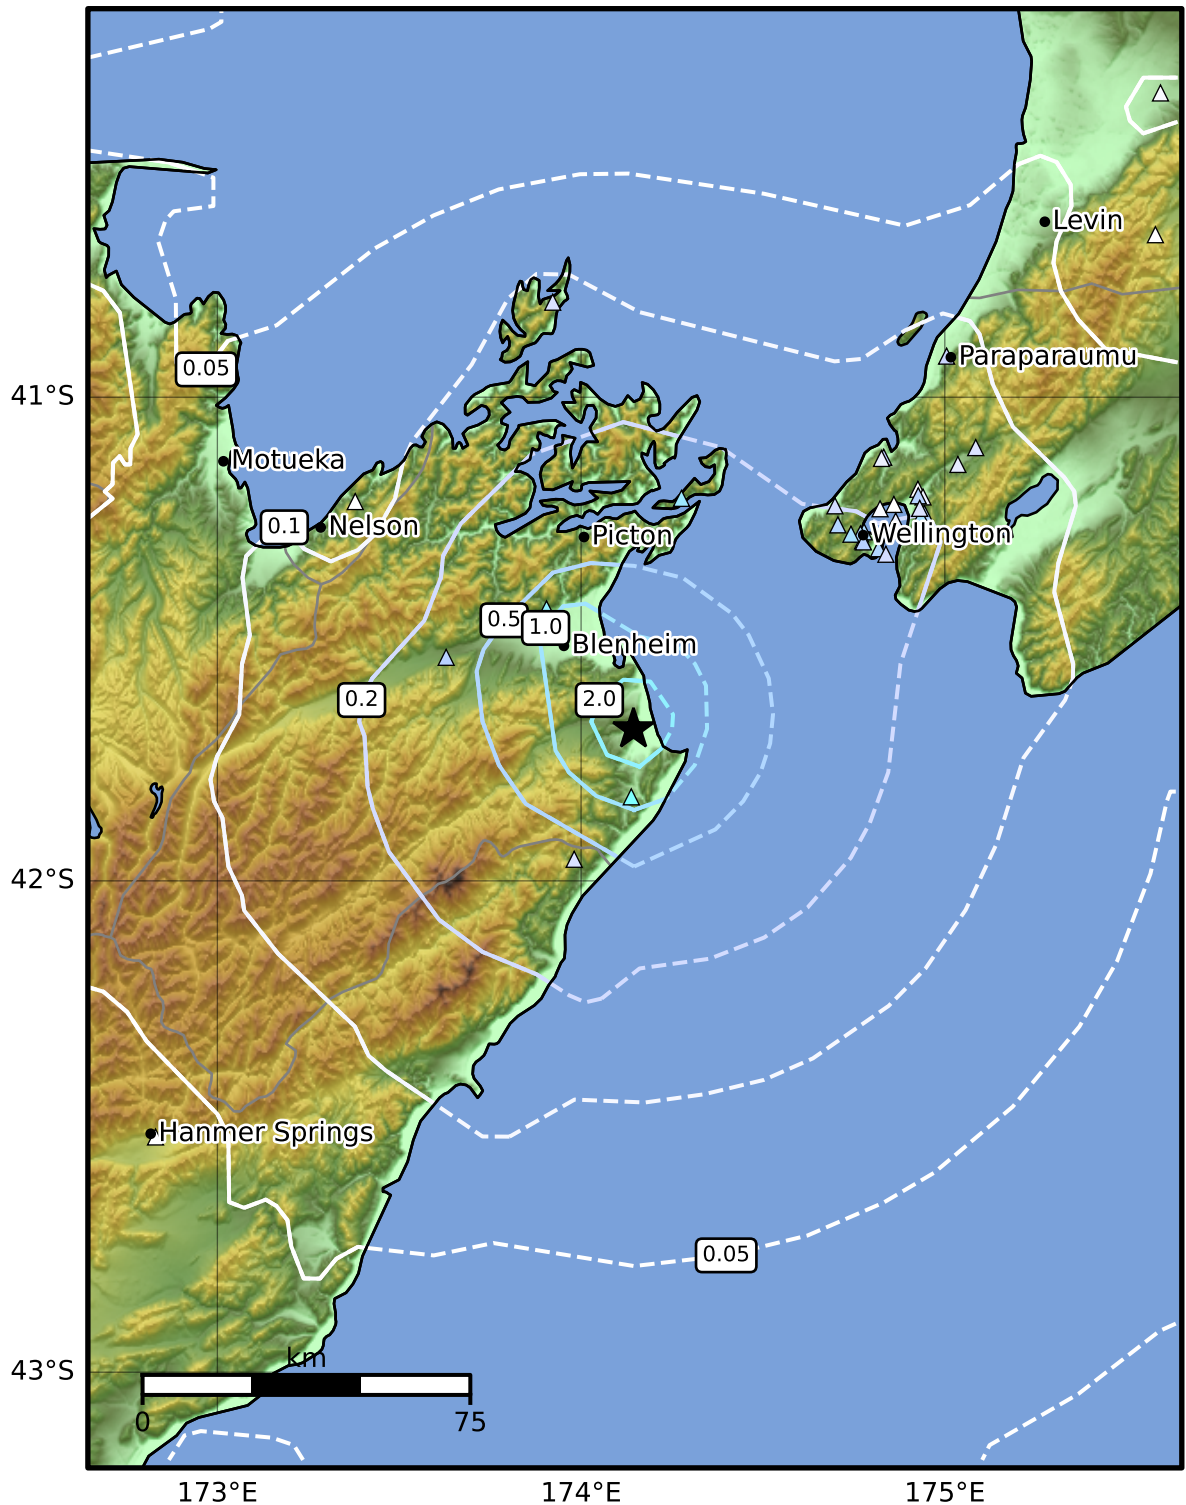 Levin
Paraparaumu
0.05
41°S
Motueka
0.1
Nelson
Picton
Wellington
0.5
1.0
Blenheim
0.2
2.0
42°S
Hanmer Springs
0.05
43°S
km
0
75
173°E
174°E
175°E